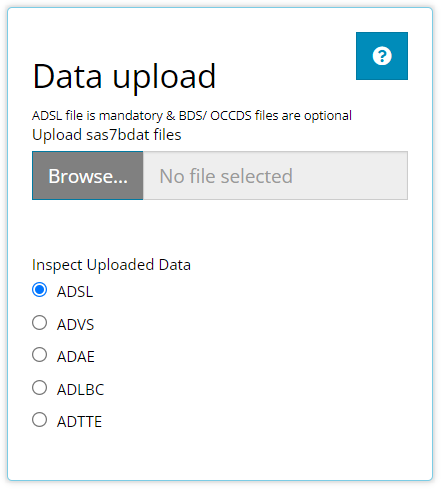 ?
Data upload
ADSL file is mandatory & BDS/ OCCDS files are optional
Upload sas7bdat files
Browse... No file selected
Inspect Uploaded Data
ADSL
ADVS
ADAE
ADLBC
ADTTE